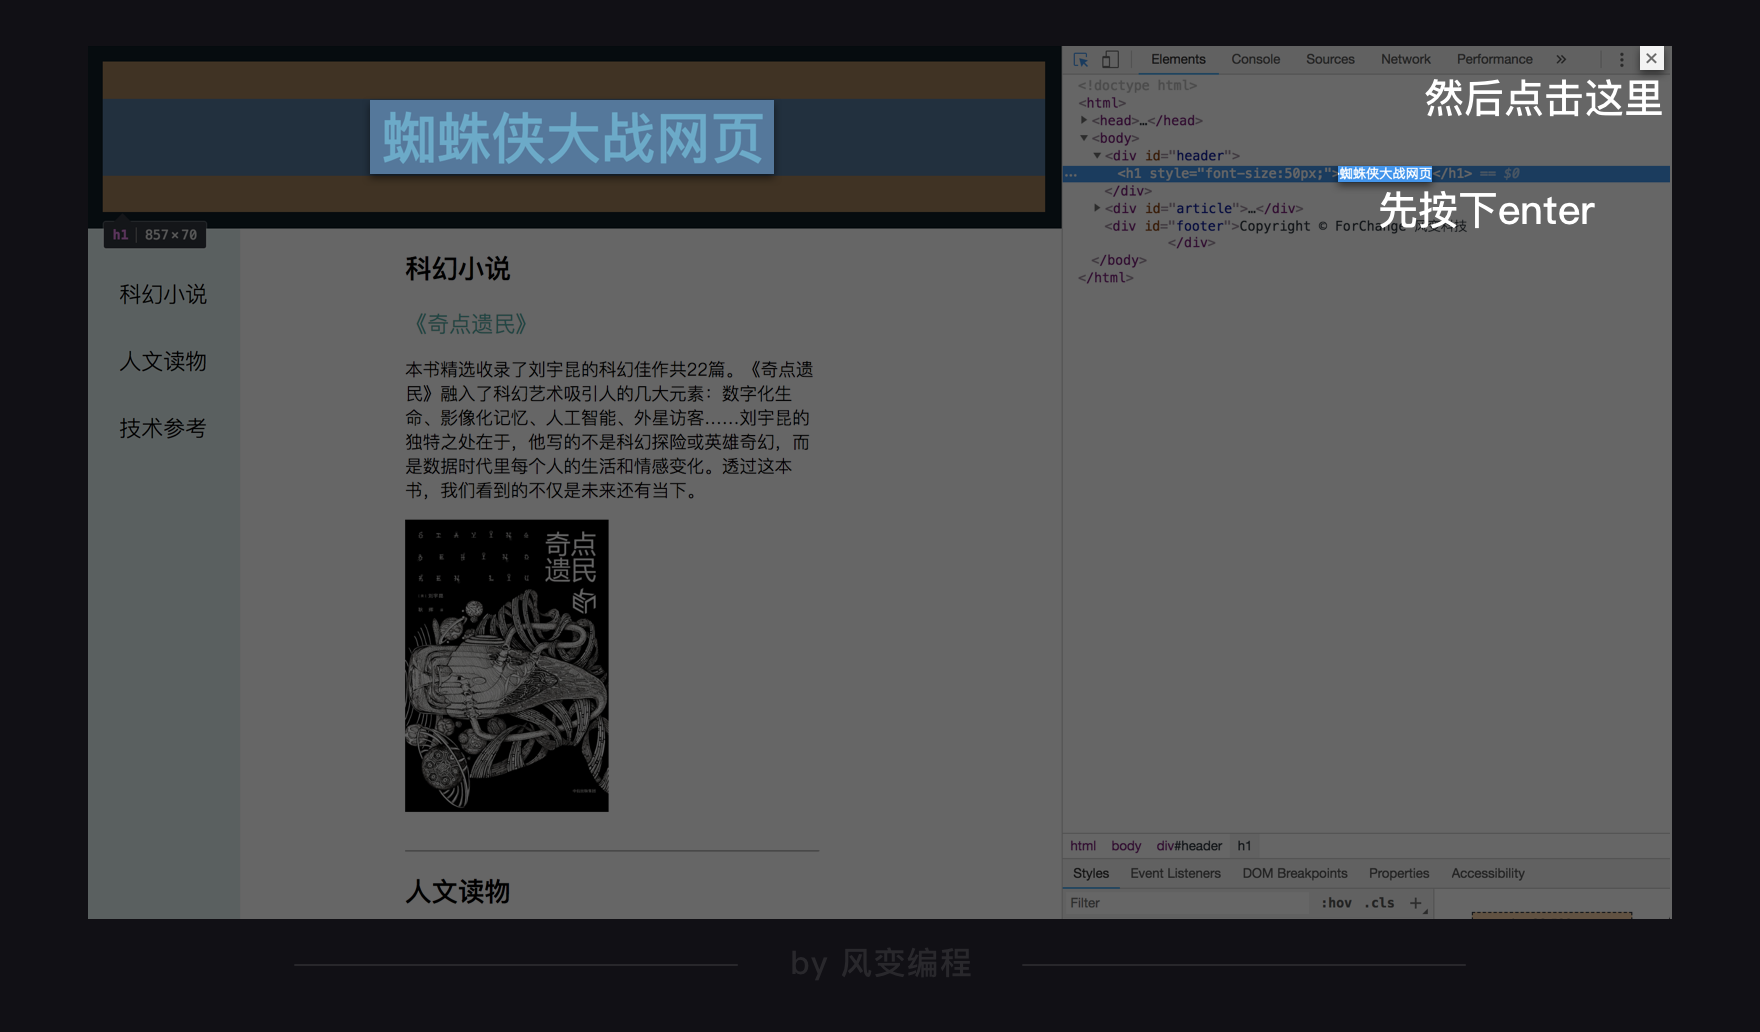 蜘蛛侠大战网页
h1 857×70
科幻小说
人文读物
技术参考
科幻小说
《奇点遗民》
本书精选收录了刘宇昆的科幻佳作共22篇。《奇点遗
民》融入了科幻艺术吸引人的几大元素：数字化生
命、影像化记忆、人工智能、外星访客……刘宇昆的
独特之处在于，他写的不是科幻探险或英雄奇幻，而
是数据时代里每个人的生活和情感变化。透过这本
书，我们看到的不仅是未来还有当下。
奇点
遗民
人文读物
Elements Console Sources Network Performance »
然后点击这里
<!doctype html>
<html>
<head>…</head>
<body>
<div id="header">
<h1 style="font-size:50px;">蜘蛛侠大战网页</h1> == $0
</div>
先按下enter
<div id="article">…</div>
<div id="footer">Copyright © ForChange 风变科技
</div>
</body>
</html>
html body div#header h1
Styles Event Listeners DOM Breakpoints Properties Accessibility
Filter :hov .cls +
by 风变编程